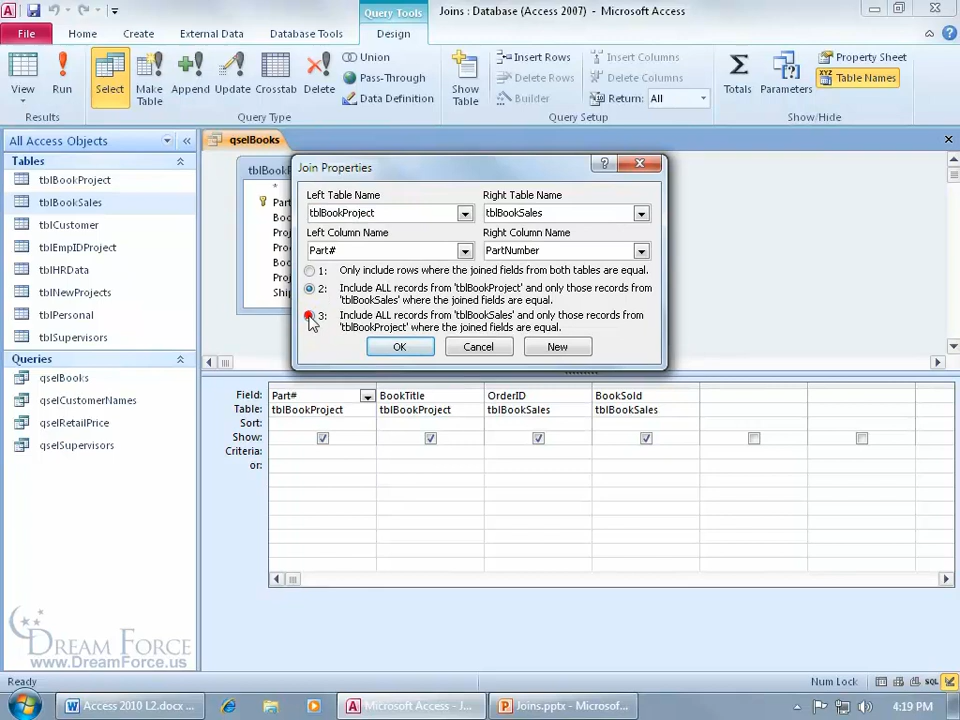 Query Tools
Joins : Database (Access 2007) - Microsoft Access
File Home Create External Data Database Tools Design
View Run Select Make Table Append Update Crosstab Delete
Union
Pass-Through
Data Definition
Show Table
Insert Rows
Delete Rows
Builder
Insert Columns
Delete Columns
Return: All
Totals Parameters
Property Sheet
Table Names
Results Query Type Query Setup Show/Hide
All Access Objects
Tables
tblBookProject
tblBookSales
tblCustomer
tblEmpIDProject
tblHRData
tblNewProjects
tblPersonal
tblSupervisors
Queries
qselBooks
qselCustomerNames
qselRetailPrice
qselSupervisors
DREAM FORCE
www.DreamForce.us
qselBooks
tblBookP
*
Part
Boo
Proj
Proj
Boo
Proj
Ship
Join Properties
Left Table Name Right Table Name
tblBookProject tblBookSales
Left Column Name Right Column Name
Part# PartNumber
1: Only include rows where the joined fields from both tables are equal.
2: Include ALL records from 'tblBookProject' and only those records from
'tblBookSales' where the joined fields are equal.
3: Include ALL records from 'tblBookSales' and only those records from
'tblBookProject' where the joined fields are equal.
OK Cancel New
Field: Part# BookTitle OrderID BookSold
Table: tblBookProject tblBookProject tblBookSales tblBookSales
Sort:
Show:
Criteria:
or:
Ready Num Lock SQL
Access 2010 L2.docx ... Microsoft Access - J... Joins.pptx - Microsof... 4:19 PM